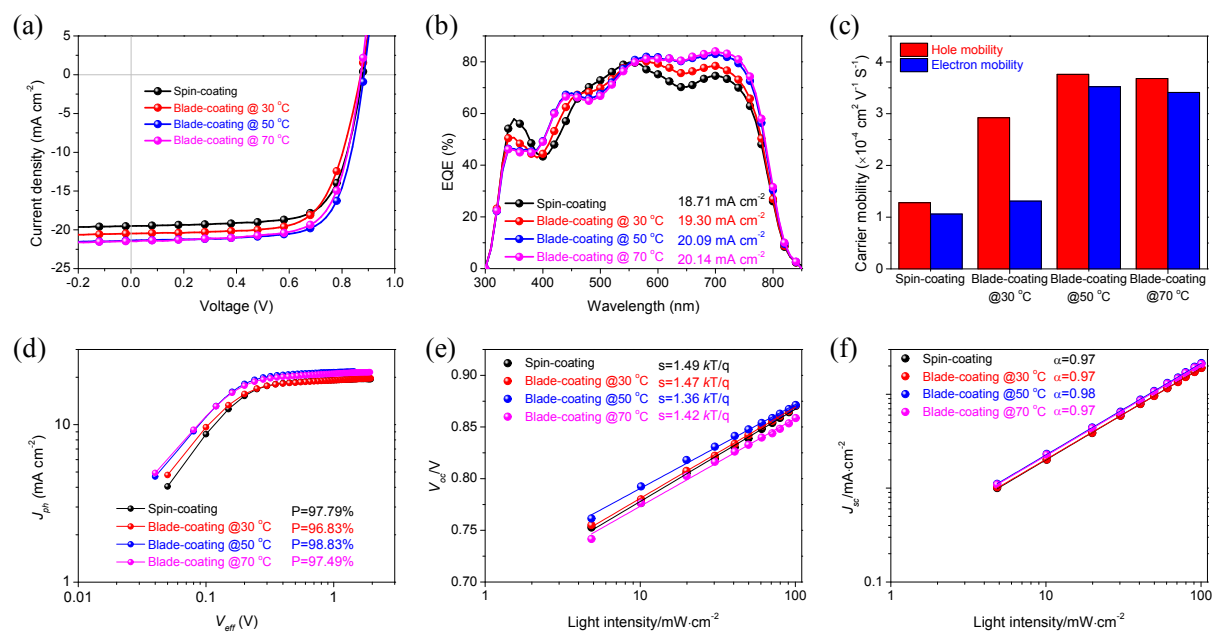 (a)
5
0
-5
-10
-15
-20
-25
Current density (mA cm-2)
Spin-coating
Blade-coating @ 30 °C
Blade-coating @ 50 °C
Blade-coating @ 70 °C
-0.2 0.0 0.2 0.4 0.6 0.8 1.0
Voltage (V)
(b)
80
60
40
20
0
EQE (%)
Spin-coating 18.71 mA cm-2
Blade-coating @ 30 °C 19.30 mA cm-2
Blade-coating @ 50 °C 20.09 mA cm-2
Blade-coating @ 70 °C 20.14 mA cm-2
300 400 500 600 700 800
Wavelength (nm)
(c)
4
3
2
1
0
Carrier mobility (×10-4 cm2 V-1 S-1)
Hole mobility
Electron mobility
Spin-coating Blade-coating Blade-coating Blade-coating
@30 °C @50 °C @70 °C
(d)
10
1
Jph (mA cm-2)
Spin-coating P=97.79%
Blade-coating @30 °C P=96.83%
Blade-coating @50 °C P=98.83%
Blade-coating @70 °C P=97.49%
0.01 0.1 1
Veff (V)
(e)
0.90
0.85
0.80
0.75
0.70
Voc/V
Spin-coating s=1.49 kT/q
Blade-coating @30 °C s=1.47 kT/q
Blade-coating @50 °C s=1.36 kT/q
Blade-coating @70 °C s=1.42 kT/q
1 10 100
Light intensity/mW·cm-2
(f)
10
1
0.1
Jsc/mA·cm-2
Spin-coating α=0.97
Blade-coating @30 °C α=0.97
Blade-coating @50 °C α=0.98
Blade-coating @70 °C α=0.97
1 10 100
Light intensity/mW·cm-2